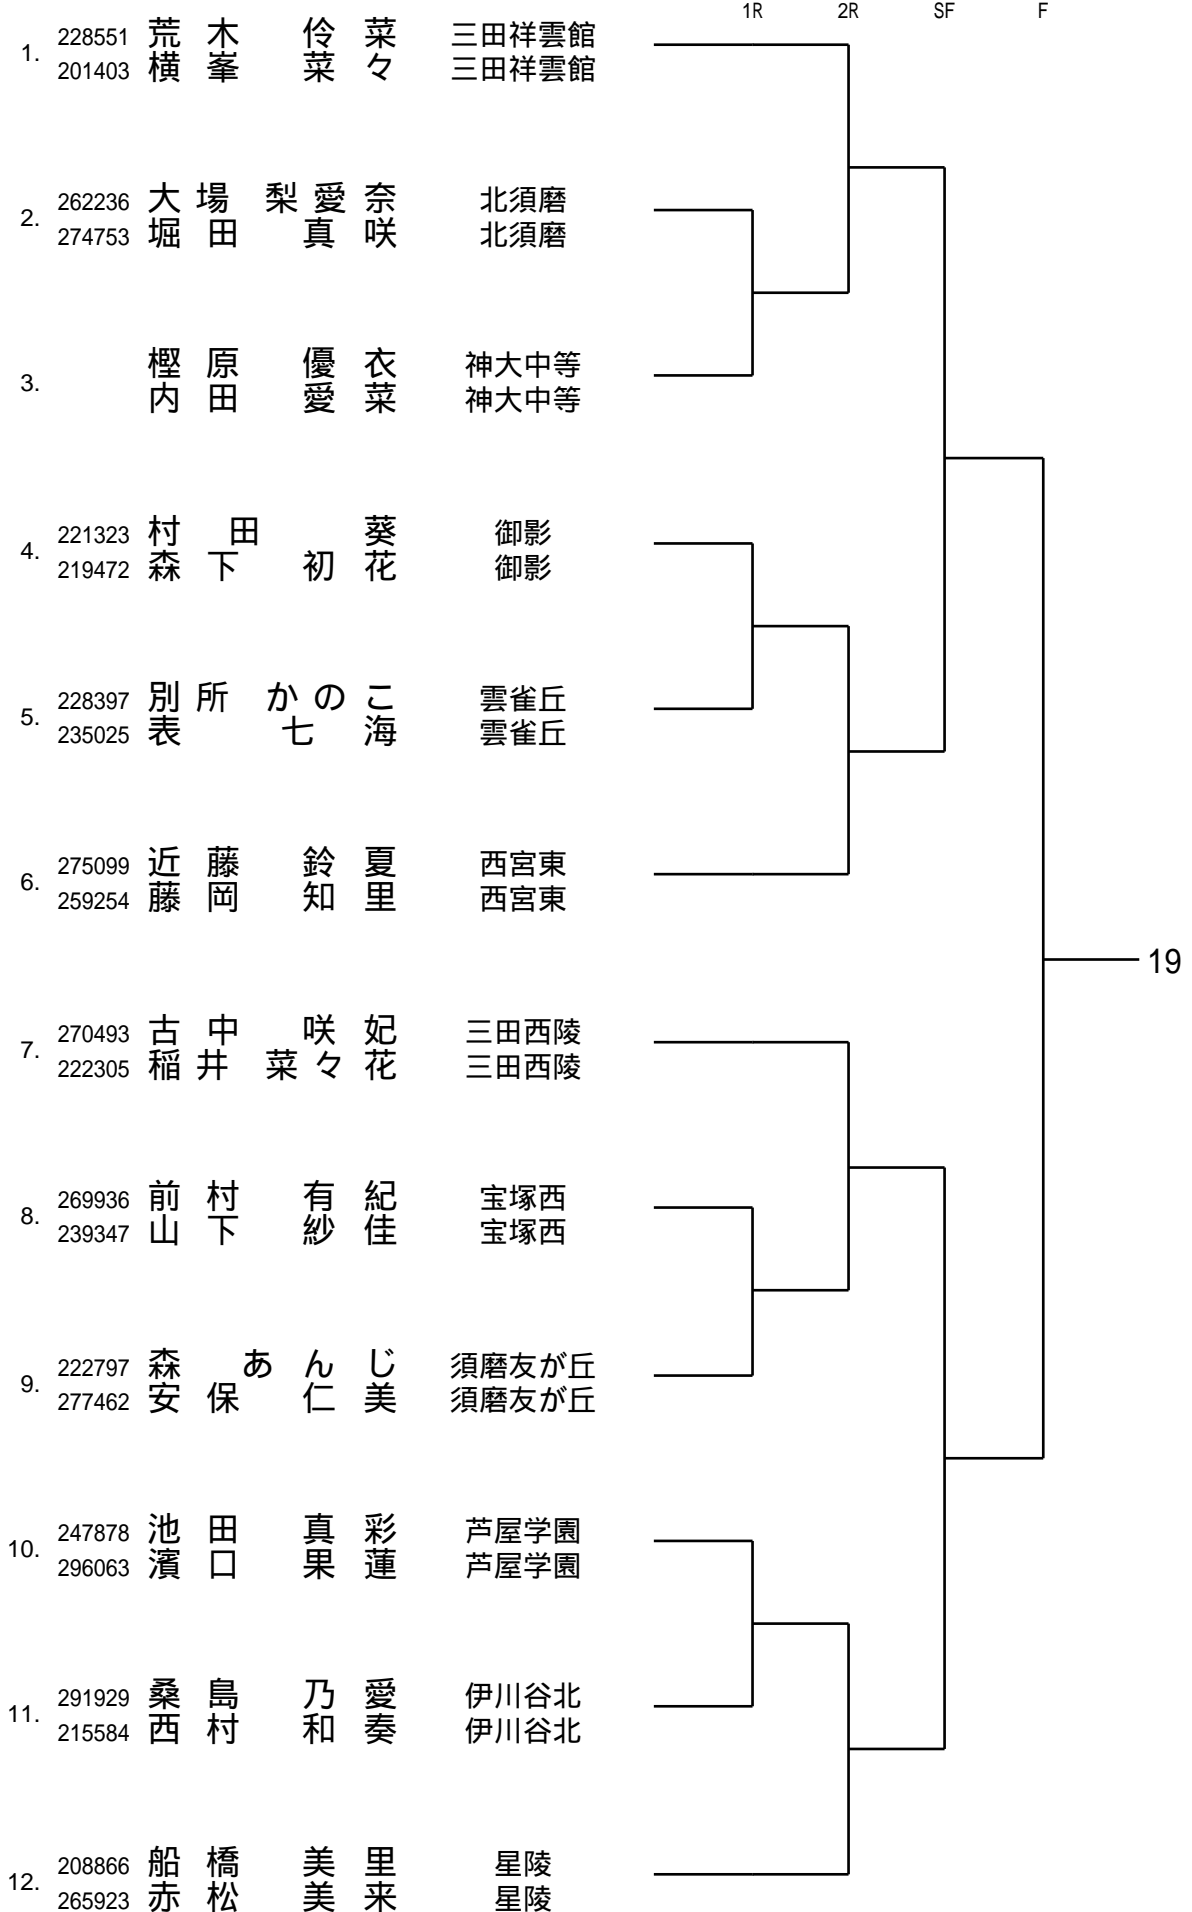 1R 2R SF F
1. 228551 荒木 伶菜 三田祥雲館
201403 横峯 菜々 三田祥雲館
2. 262236 大場 梨愛奈 北須磨
274753 堀田 真咲 北須磨
3. 樫原 優衣 神大中等
内田 愛菜 神大中等
4. 221323 村田 葵 御影
219472 森下 初花 御影
5. 228397 別所 かのこ 雲雀丘
235025 表 七海 雲雀丘
6. 275099 近藤 鈴夏 西宮東
259254 藤岡 知里 西宮東
19
7. 270493 古中 咲妃 三田西陵
222305 稲井 菜々花 三田西陵
8. 269936 前村 有紀 宝塚西
239347 山下 紗佳 宝塚西
9. 222797 森 あんじ 須磨友が丘
277462 安保 仁美 須磨友が丘
10. 247878 池田 真彩 芦屋学園
296063 濱口 果蓮 芦屋学園
11. 291929 桑島 乃愛 伊川谷北
215584 西村 和奏 伊川谷北
12. 208866 船橋 美里 星陵
265923 赤松 美来 星陵